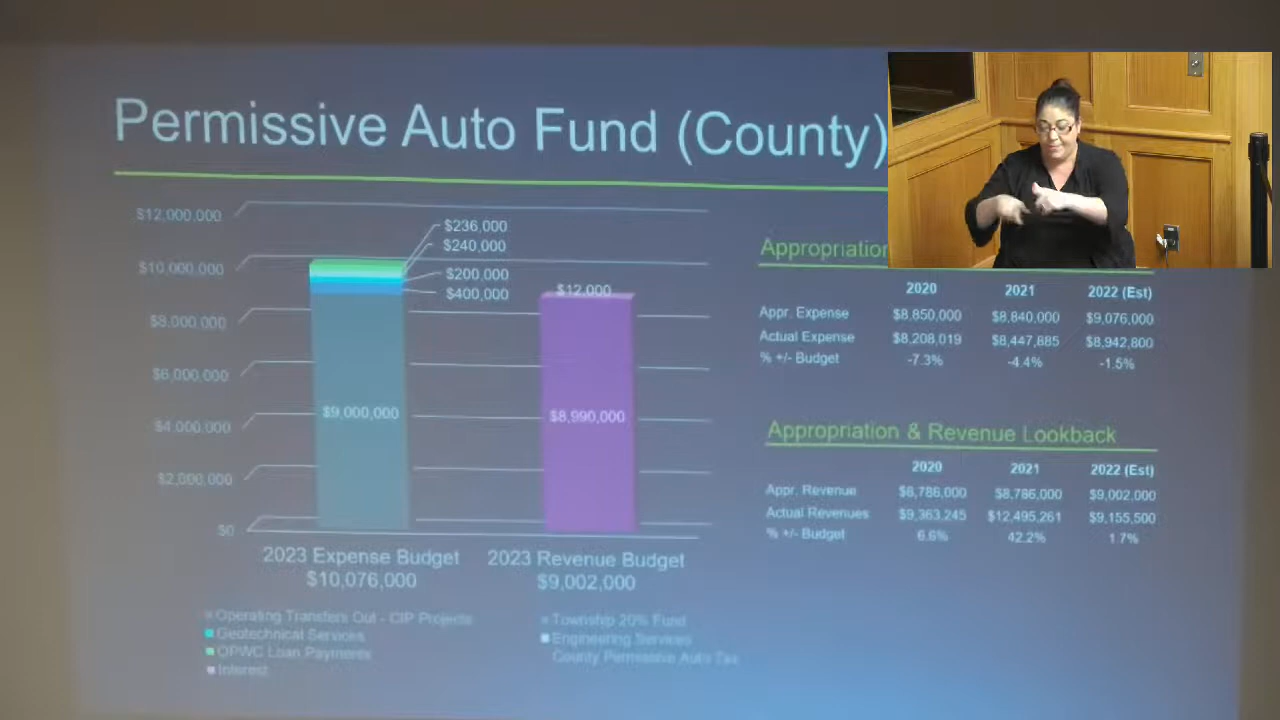 Permissive Auto Fund (County)
$12,000,000
$10,000,000
$8,000,000
$6,000,000
$4,000,000
$2,000,000
$0
$236,000
$240,000
$200,000
$400,000
$9,000,000
$12,000
$8,990,000
2023 Expense Budget
$10,076,000
2023 Revenue Budget
$9,002,000
Operating Transfers Out - CIP Projects
Township 20% Fund
Geotechnical Services
Engineering Services
OPWC Loan Payments
County Permissive Auto Tax
Interest
Appropriation
2020 2021 2022 (Est)
Appr. Expense $8,850,000 $8,840,000 $9,076,000
Actual Expense $8,208,019 $8,447,885 $8,942,800
% +/- Budget -7.3% -4.4% -1.5%
Appropriation & Revenue Lookback
2020 2021 2022 (Est)
Appr. Revenue $8,786,000 $8,786,000 $9,002,000
Actual Revenues $9,363,245 $12,495,261 $9,155,500
% +/- Budget 6.6% 42.2% 1.7%